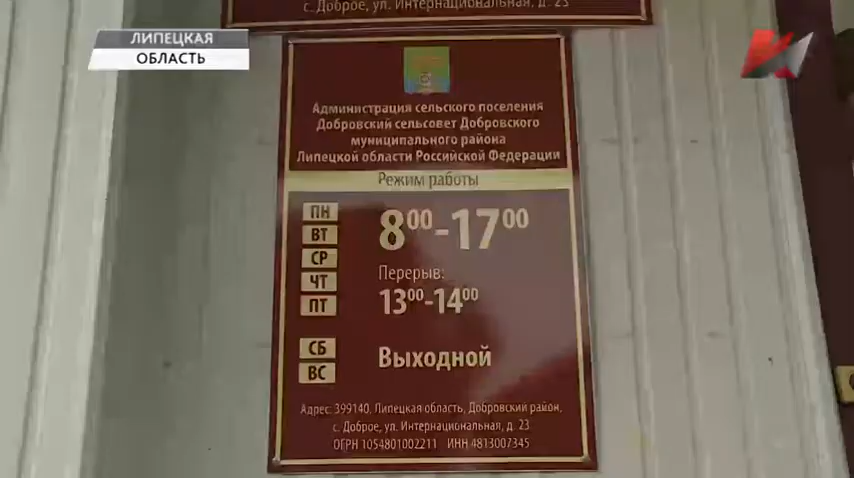 с. Доброе, ул. Интернациональная, д. 23
ЛИПЕЦКАЯ
ОБЛАСТЬ
Администрация сельского поселения
Добровский сельсовет Добровского
муниципального района
Липецкой области Российской Федерации
Режим работы
ПН
ВТ
СР
ЧТ
ПТ
8⁰⁰-17⁰⁰
Перерыв:
13⁰⁰-14⁰⁰
СБ
ВС
Выходной
Адрес: 399140, Липецкая область, Добровский район,
с. Доброе, ул. Интернациональная, д. 23
ОГРН 1054801002211 ИНН 4813007345